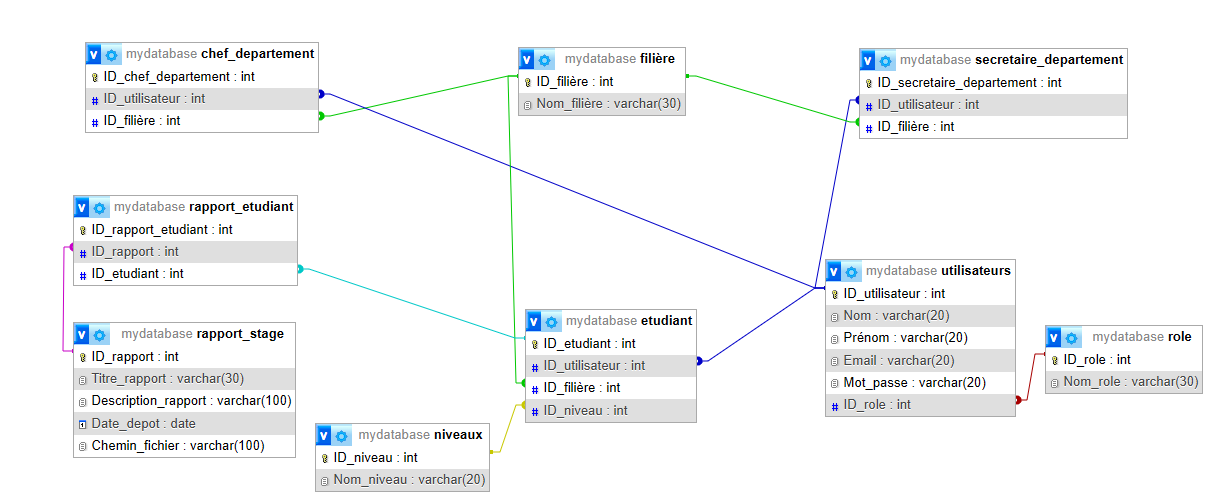 mydatabase chef_departement
ID_chef_departement : int
ID_utilisateur : int
ID_filière : int
mydatabase filière
ID_filière : int
Nom_filière : varchar(30)
mydatabase secretaire_departement
ID_secretaire_departement : int
ID_utilisateur : int
ID_filière : int
mydatabase rapport_etudiant
ID_rapport_etudiant : int
ID_rapport : int
ID_etudiant : int
mydatabase rapport_stage
ID_rapport : int
Titre_rapport : varchar(30)
Description_rapport : varchar(100)
Date_depot : date
Chemin_fichier : varchar(100)
mydatabase etudiant
ID_etudiant : int
ID_utilisateur : int
ID_filière : int
ID_niveau : int
mydatabase utilisateurs
ID_utilisateur : int
Nom : varchar(20)
Prénom : varchar(20)
Email : varchar(20)
Mot_passe : varchar(20)
ID_role : int
mydatabase role
ID_role : int
Nom_role : varchar(30)
mydatabase niveaux
ID_niveau : int
Nom_niveau : varchar(20)